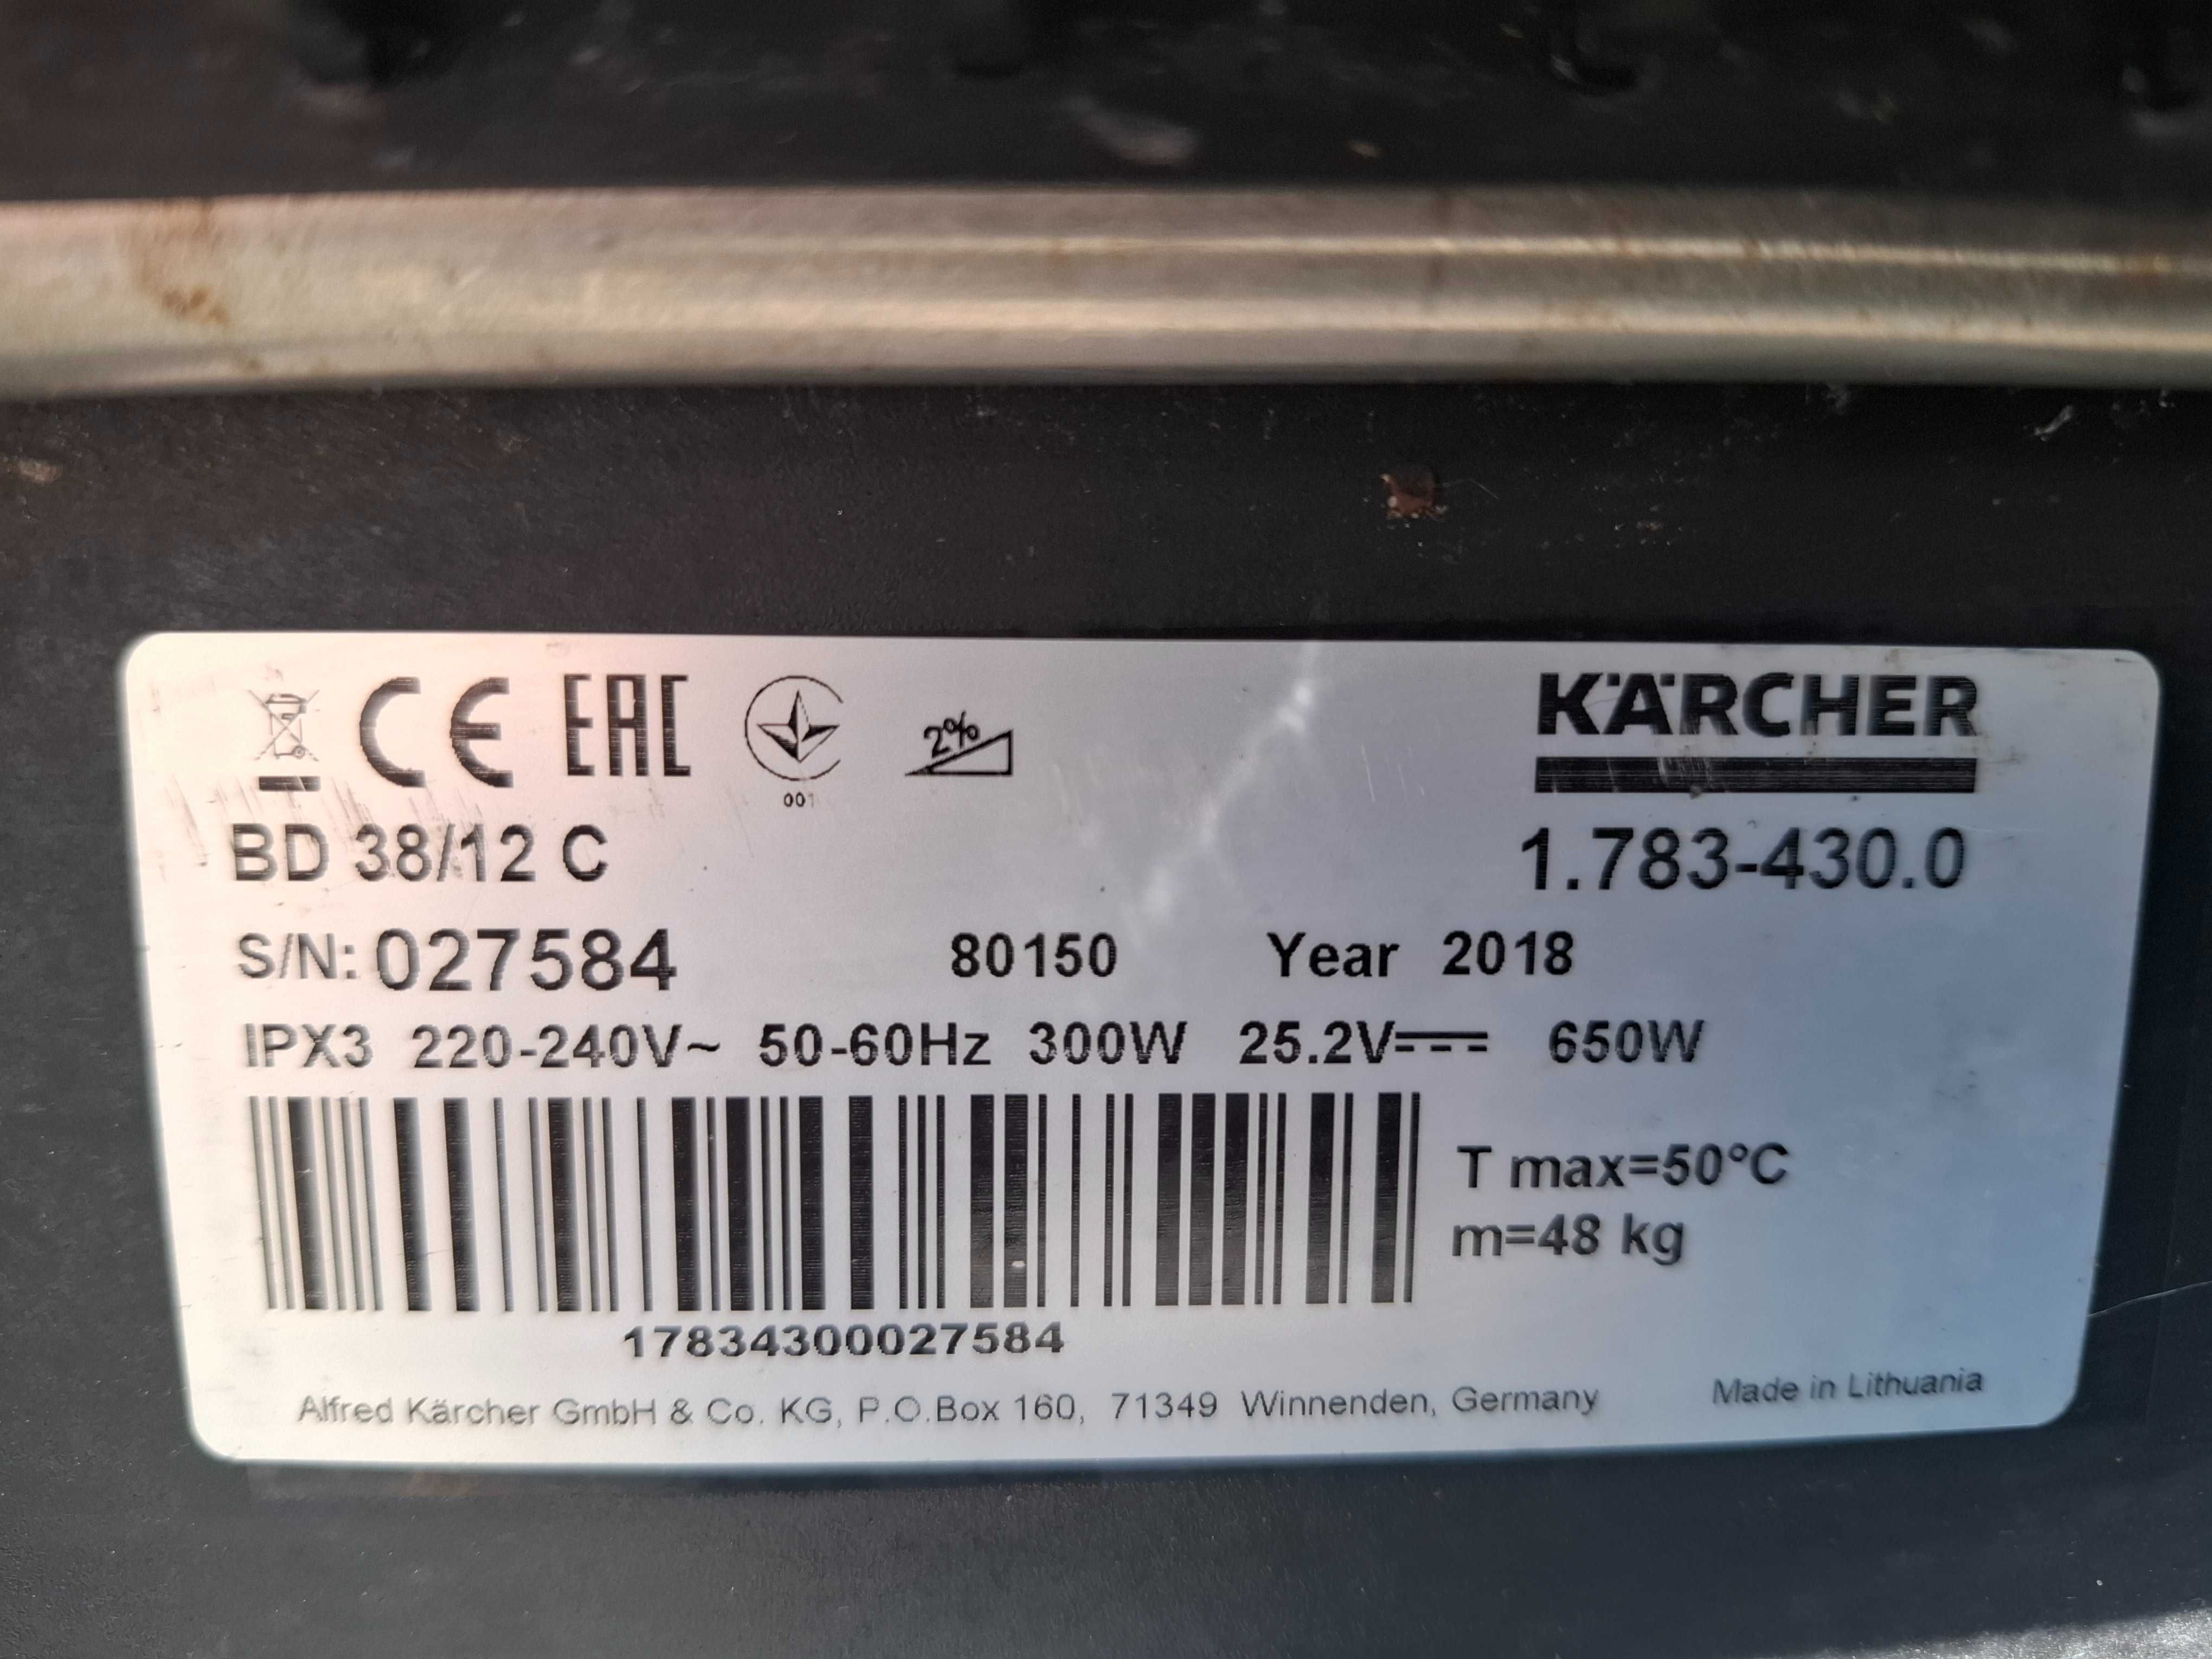 CE EAC 001 2% KÄRCHER
BD 38/12 C 1.783-430.0
S/N: 027584 80150 Year 2018
IPX3 220-240V~ 50-60Hz 300W 25.2V⎓ 650W
T max=50°C
m=48 kg
17834300027584
Alfred Kärcher GmbH & Co. KG, P.O.Box 160, 71349 Winnenden, Germany Made in Lithuania